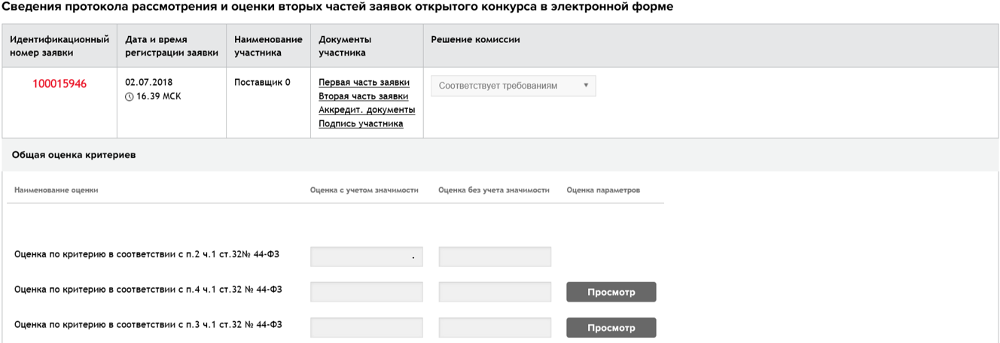 Сведения протокола рассмотрения и оценки вторых частей заявок открытого конкурса в электронной форме
Идентификационный номер заявки
Дата и время регистрации заявки
Наименование участника
Документы участника
Решение комиссии
100015946
02.07.2018
16.39 МСК
Поставщик 0
Первая часть заявки
Вторая часть заявки
Аккредит. документы
Подпись участника
Соответствует требованиям
Общая оценка критериев
Наименование оценки
Оценка с учетом значимости
Оценка без учета значимости
Оценка параметров
Оценка по критерию в соответствии с п.2 ч.1 ст.32№ 44-ФЗ
.
Оценка по критерию в соответствии с п.4 ч.1 ст.32 № 44-ФЗ
Просмотр
Оценка по критерию в соответствии с п.3 ч.1 ст.32 № 44-ФЗ
Просмотр